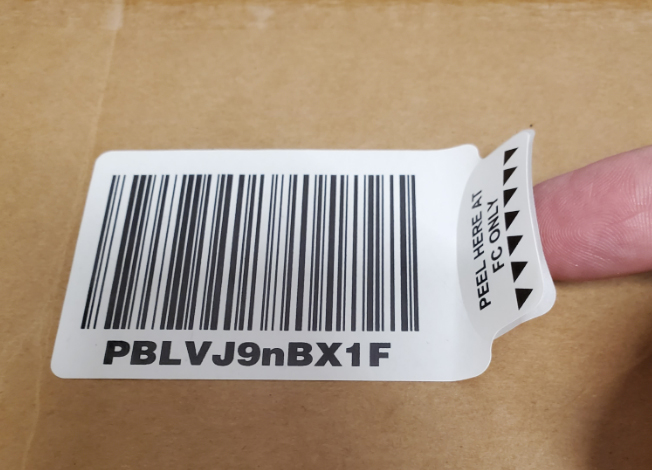 PBLVJ9nBX1F
PEEL HERE AT
FC ONLY